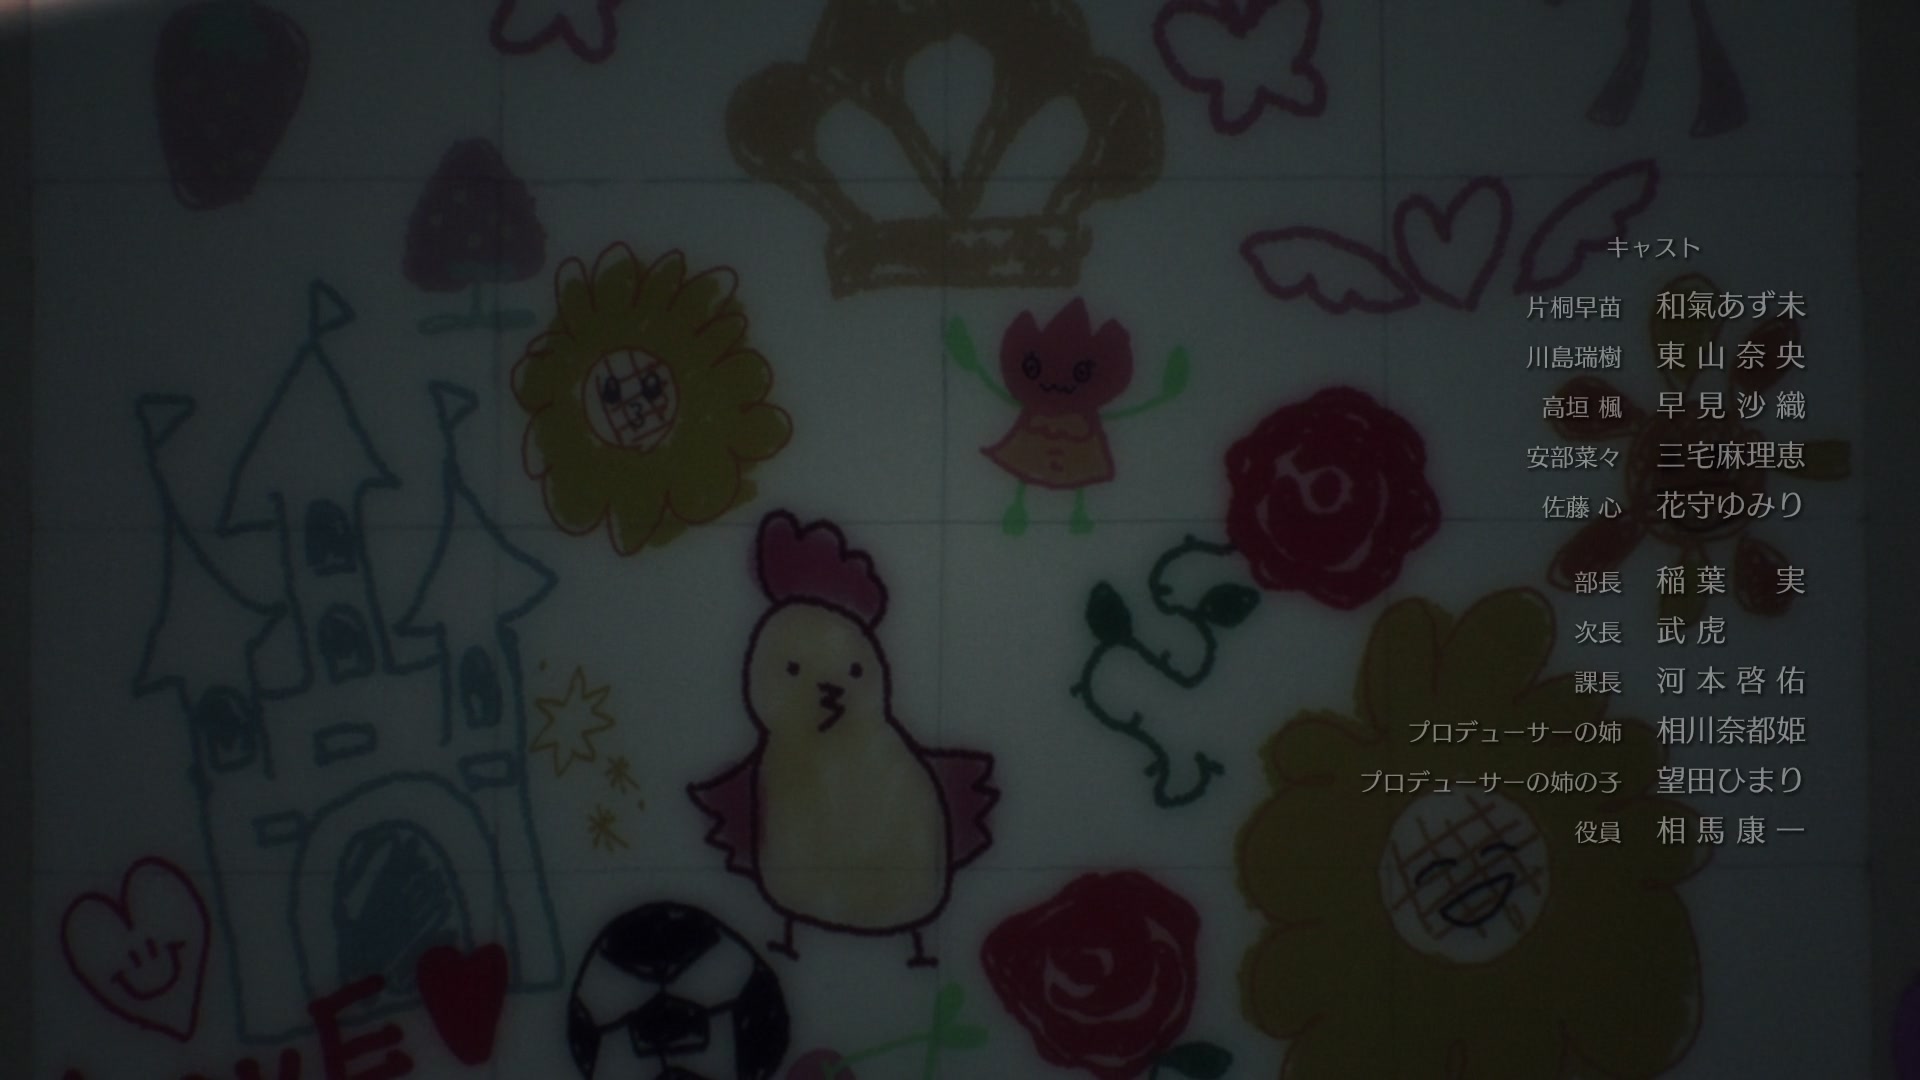 キャスト
片桐早苗 和氣あず未
川島瑞樹 東山奈央
高垣 楓 早見沙織
安部菜々 三宅麻理恵
佐藤 心 花守ゆみり
部長 稲葉 実
次長 武虎
課長 河本啓佑
プロデューサーの姉 相川奈都姫
プロデューサーの姉の子 望田ひまり
役員 相馬康一
LOVE